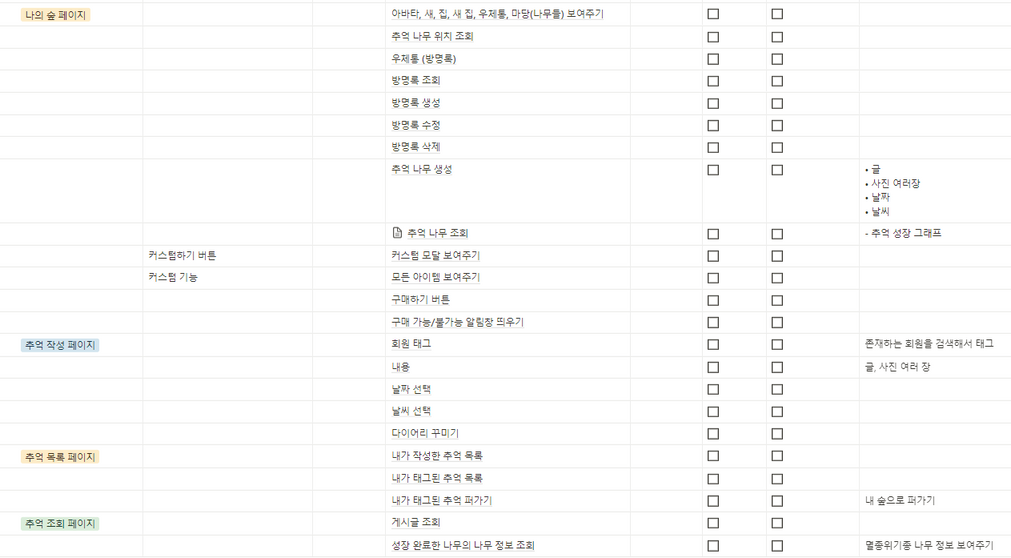 나의 숲 페이지
아바타, 새, 집, 새 집, 우체통, 마당(나무들) 보여주기
추억 나무 위치 조회
우체통 (방명록)
방명록 조회
방명록 생성
방명록 수정
방명록 삭제
추억 나무 생성
• 글
• 사진 여러장
• 날짜
• 날씨
추억 나무 조회
- 추억 성장 그래프
커스텀하기 버튼
커스텀 모달 보여주기
커스텀 기능
모든 아이템 보여주기
구매하기 버튼
구매 가능/불가능 알림창 띄우기
추억 작성 페이지
회원 태그
존재하는 회원을 검색해서 태그
내용
글, 사진 여러 장
날짜 선택
날씨 선택
다이어리 꾸미기
추억 목록 페이지
내가 작성한 추억 목록
내가 태그된 추억 목록
내가 태그된 추억 퍼가기
내 숲으로 퍼가기
추억 조회 페이지
게시글 조회
성장 완료한 나무의 나무 정보 조회
멸종위기종 나무 정보 보여주기